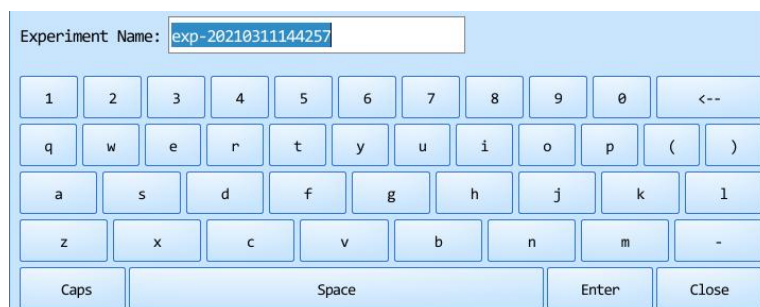 Experiment Name: exp-20210311144257
1 2 3 4 5 6 7 8 9 0 <--
q w e r t y u i o p ( )
a s d f g h j k l
z x c v b n m -
Caps Space Enter Close